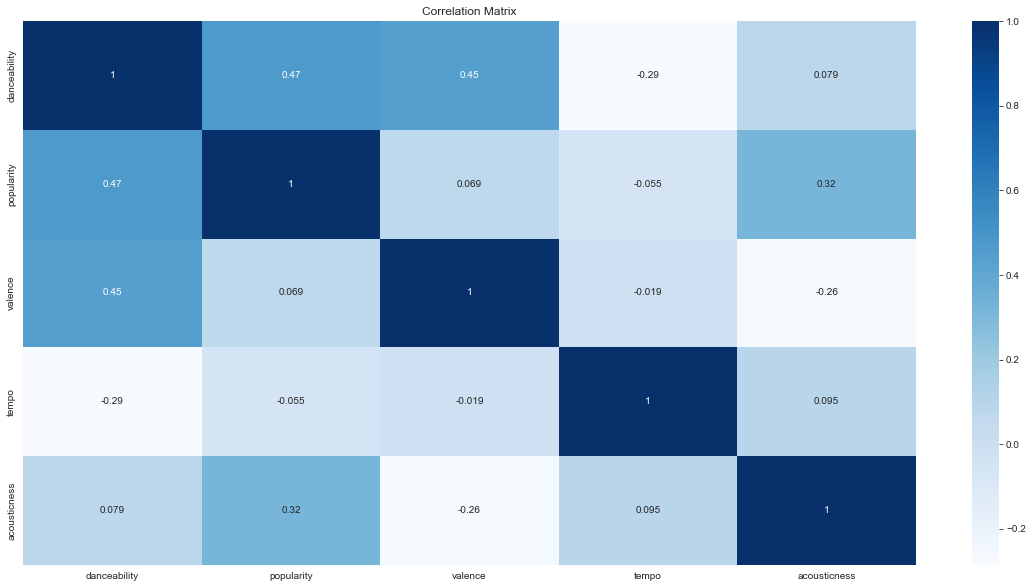 Correlation Matrix
danceability 1 0.47 0.45 -0.29 0.079
popularity 0.47 1 0.069 -0.055 0.32
valence 0.45 0.069 1 -0.019 -0.26
tempo -0.29 -0.055 -0.019 1 0.095
acousticness 0.079 0.32 -0.26 0.095 1
danceability popularity valence tempo acousticness
1.0
0.8
0.6
0.4
0.2
0.0
−0.2